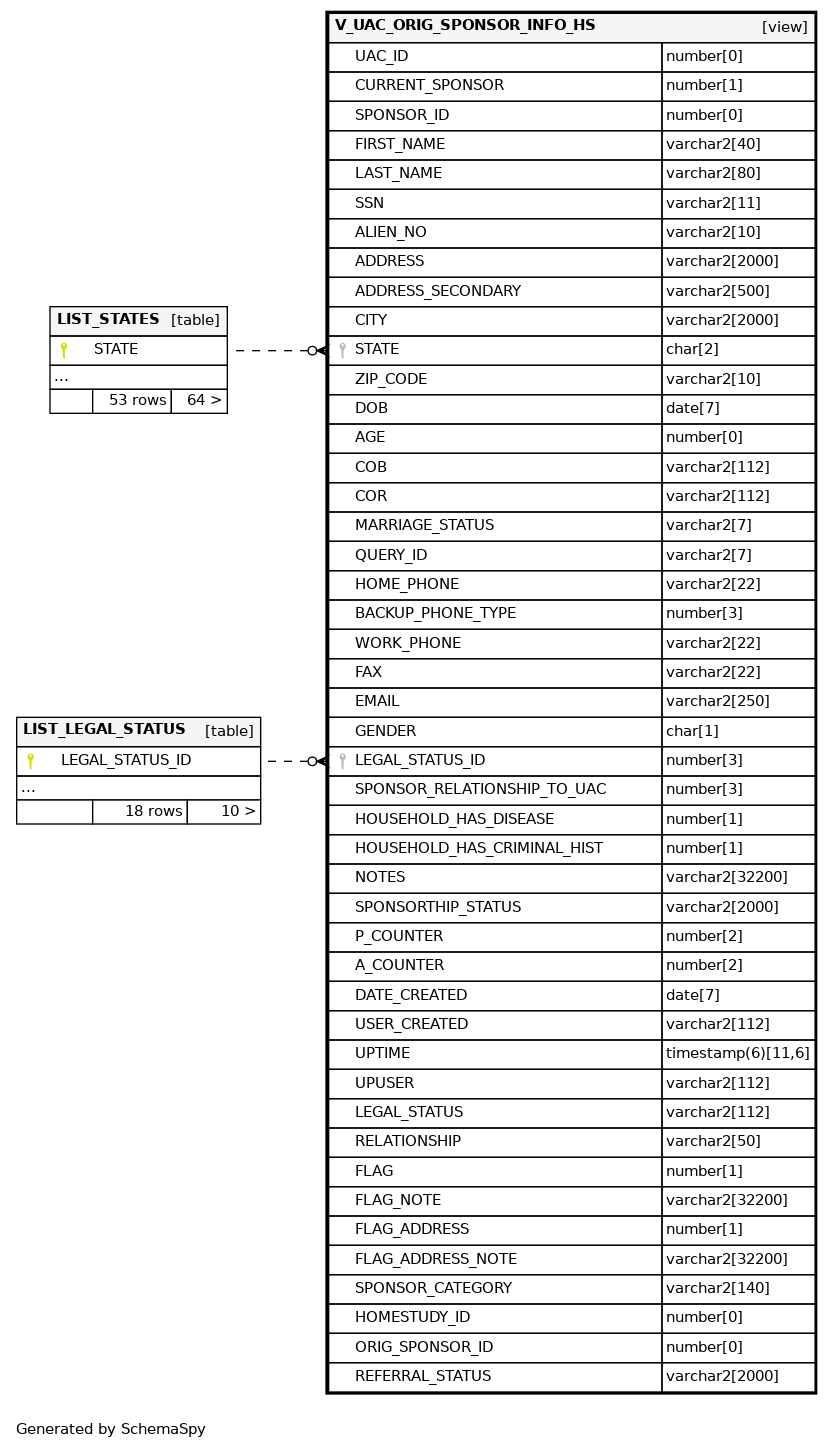 V_UAC_ORIG_SPONSOR_INFO_HS [view]
UAC_ID number[0]
CURRENT_SPONSOR number[1]
SPONSOR_ID number[0]
FIRST_NAME varchar2[40]
LAST_NAME varchar2[80]
SSN varchar2[11]
ALIEN_NO varchar2[10]
ADDRESS varchar2[2000]
ADDRESS_SECONDARY varchar2[500]
CITY varchar2[2000]
STATE char[2]
ZIP_CODE varchar2[10]
DOB date[7]
AGE number[0]
COB varchar2[112]
COR varchar2[112]
MARRIAGE_STATUS varchar2[7]
QUERY_ID varchar2[7]
HOME_PHONE varchar2[22]
BACKUP_PHONE_TYPE number[3]
WORK_PHONE varchar2[22]
FAX varchar2[22]
EMAIL varchar2[250]
GENDER char[1]
LEGAL_STATUS_ID number[3]
SPONSOR_RELATIONSHIP_TO_UAC number[3]
HOUSEHOLD_HAS_DISEASE number[1]
HOUSEHOLD_HAS_CRIMINAL_HIST number[1]
NOTES varchar2[32200]
SPONSORTHIP_STATUS varchar2[2000]
P_COUNTER number[2]
A_COUNTER number[2]
DATE_CREATED date[7]
USER_CREATED varchar2[112]
UPTIME timestamp(6)[11,6]
UPUSER varchar2[112]
LEGAL_STATUS varchar2[112]
RELATIONSHIP varchar2[50]
FLAG number[1]
FLAG_NOTE varchar2[32200]
FLAG_ADDRESS number[1]
FLAG_ADDRESS_NOTE varchar2[32200]
SPONSOR_CATEGORY varchar2[140]
HOMESTUDY_ID number[0]
ORIG_SPONSOR_ID number[0]
REFERRAL_STATUS varchar2[2000]
LIST_STATES [table]
STATE
...
53 rows 64 >
LIST_LEGAL_STATUS [table]
LEGAL_STATUS_ID
...
18 rows 10 >
Generated by SchemaSpy